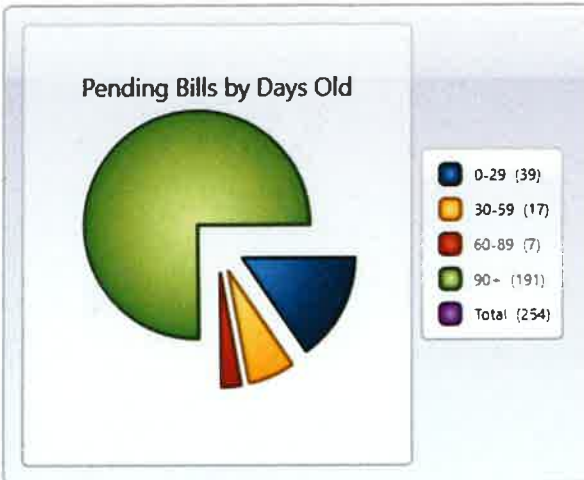 Pending Bills by Days Old
0-29 (39)
30-59 (17)
60-89 (7)
90+ (191)
Total (254)